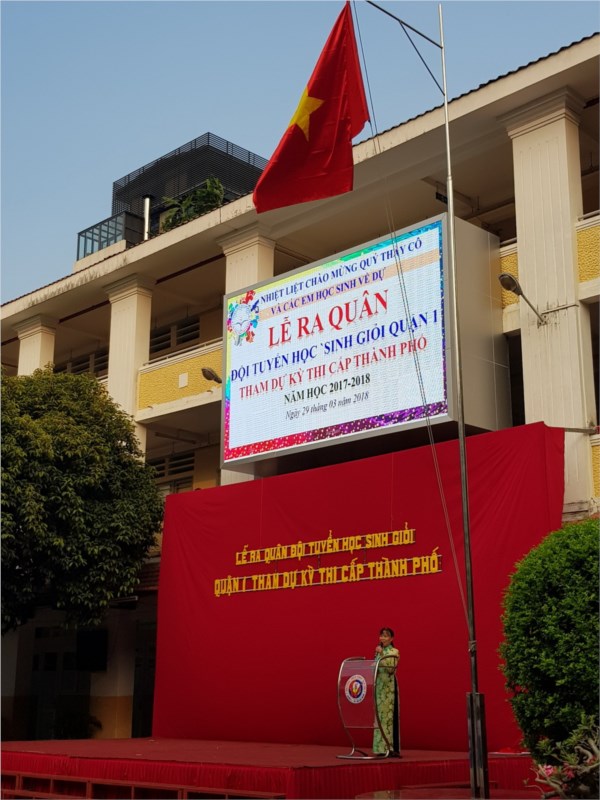 NHIỆT LIỆT CHÀO MỪNG QUÝ THẦY CÔ
VÀ CÁC EM HỌC SINH VỀ DỰ
LỄ RA QUÂN
ĐỘI TUYỂN HỌC `SINH GIỎI QUẬN 1
THAM DỰ KỲ THI CẤP THÀNH PHỐ
NĂM HỌC 2017-2018
Ngày 29 tháng 03 năm 2018
LỄ RA QUÂN ĐỘI TUYỂN HỌC SINH GIỎI
QUẬN 1 THAM DỰ KỲ THI CẤP THÀNH PHỐ